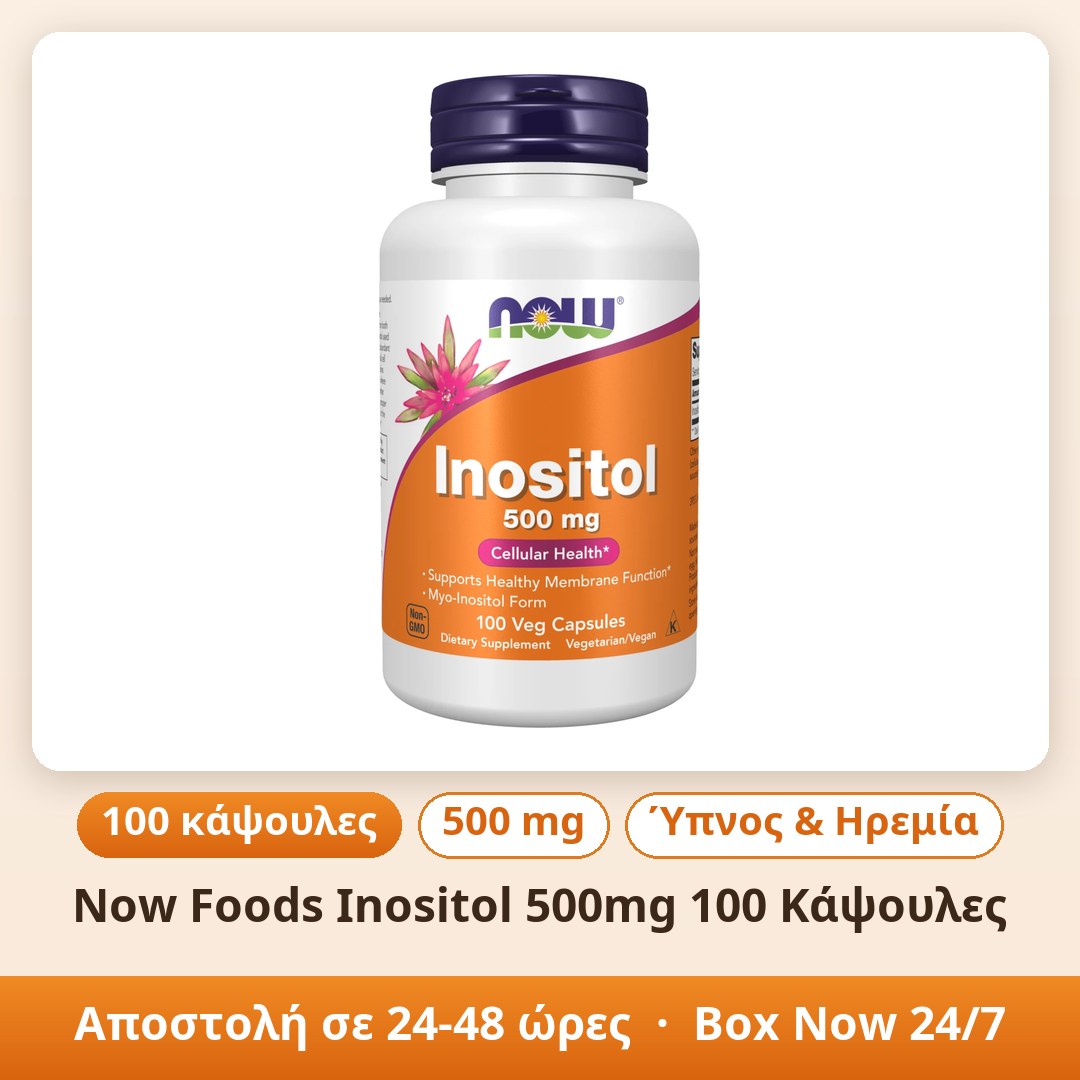 now®
Inositol
500 mg
Cellular Health*
• Supports Healthy Membrane Function*
• Myo-Inositol Form
Non-
GMO
100 Veg Capsules
Dietary Supplement Vegetarian/Vegan
K
100 κάψουλες
500 mg
Ύπνος & Ηρεμία
Now Foods Inositol 500mg 100 Κάψουλες
Αποστολή σε 24-48 ώρες · Box Now 24/7